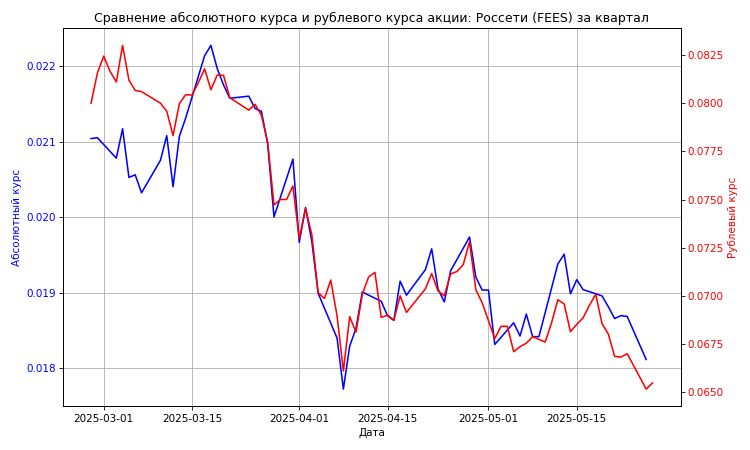 Сравнение абсолютного курса и рублевого курса акции: Россети (FEES) за квартал
Абсолютный курс
0.022
0.021
0.020
0.019
0.018
0.0825
0.0800
0.0775
0.0750
0.0725
0.0700
0.0675
0.0650
Рублевый курс
2025-03-01 2025-03-15 2025-04-01 2025-04-15 2025-05-01 2025-05-15
Дата